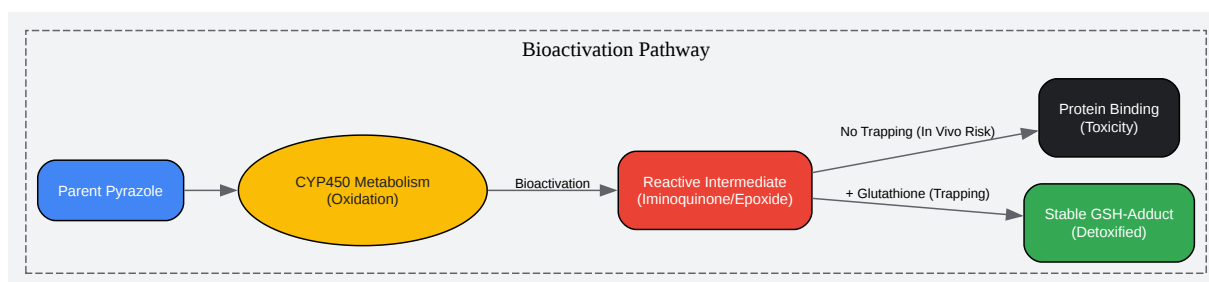 Bioactivation Pathway
Parent Pyrazole
CYP450 Metabolism
(Oxidation)
Bioactivation
Reactive Intermediate
(Iminoquinone/Epoxide)
No Trapping (In Vivo Risk)
Protein Binding
(Toxicity)
+ Glutathione (Trapping)
Stable GSH-Adduct
(Detoxified)